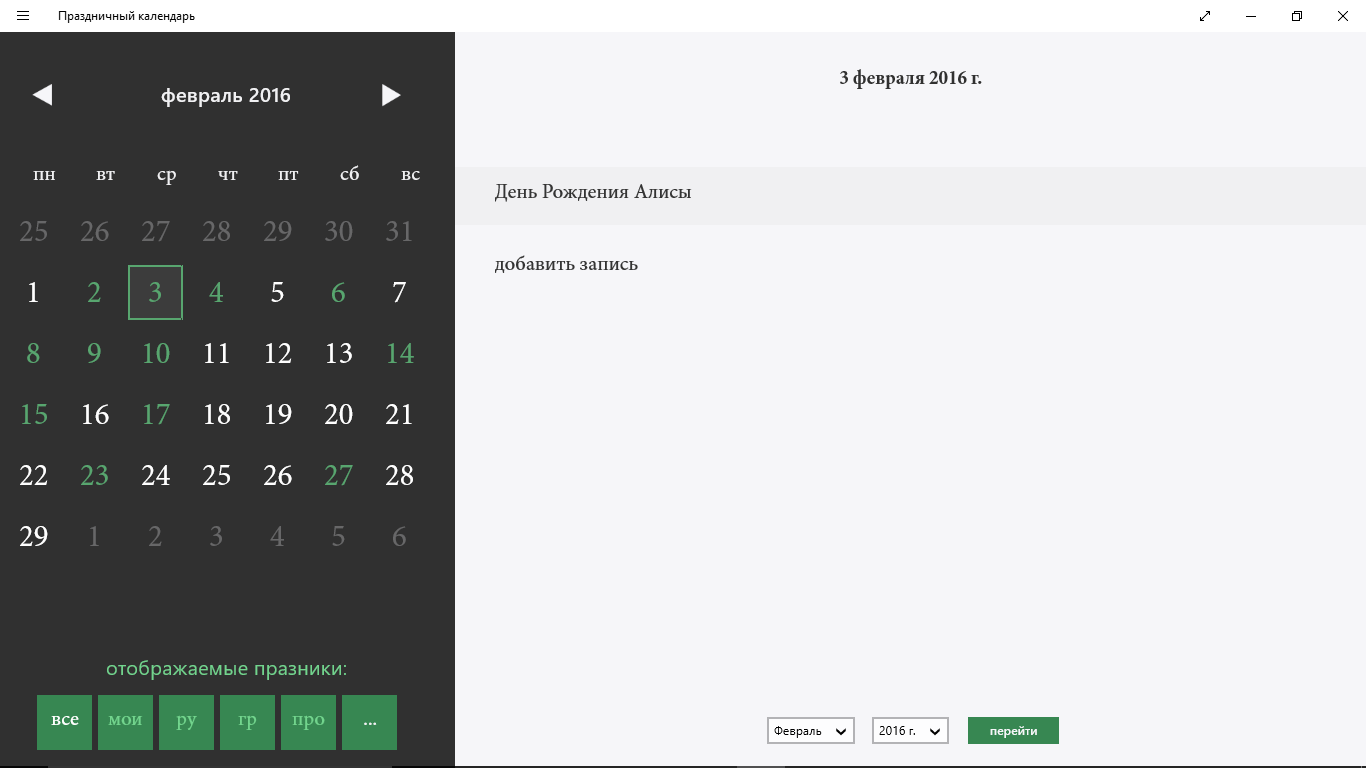 Праздничный календарь
февраль 2016
пн вт ср чт пт сб вс
25 26 27 28 29 30 31
1 2 3 4 5 6 7
8 9 10 11 12 13 14
15 16 17 18 19 20 21
22 23 24 25 26 27 28
29 1 2 3 4 5 6
отображаемые празники:
все мои ру гр про ...
3 февраля 2016 г.
День Рождения Алисы
добавить запись
Февраль 2016 г. перейти